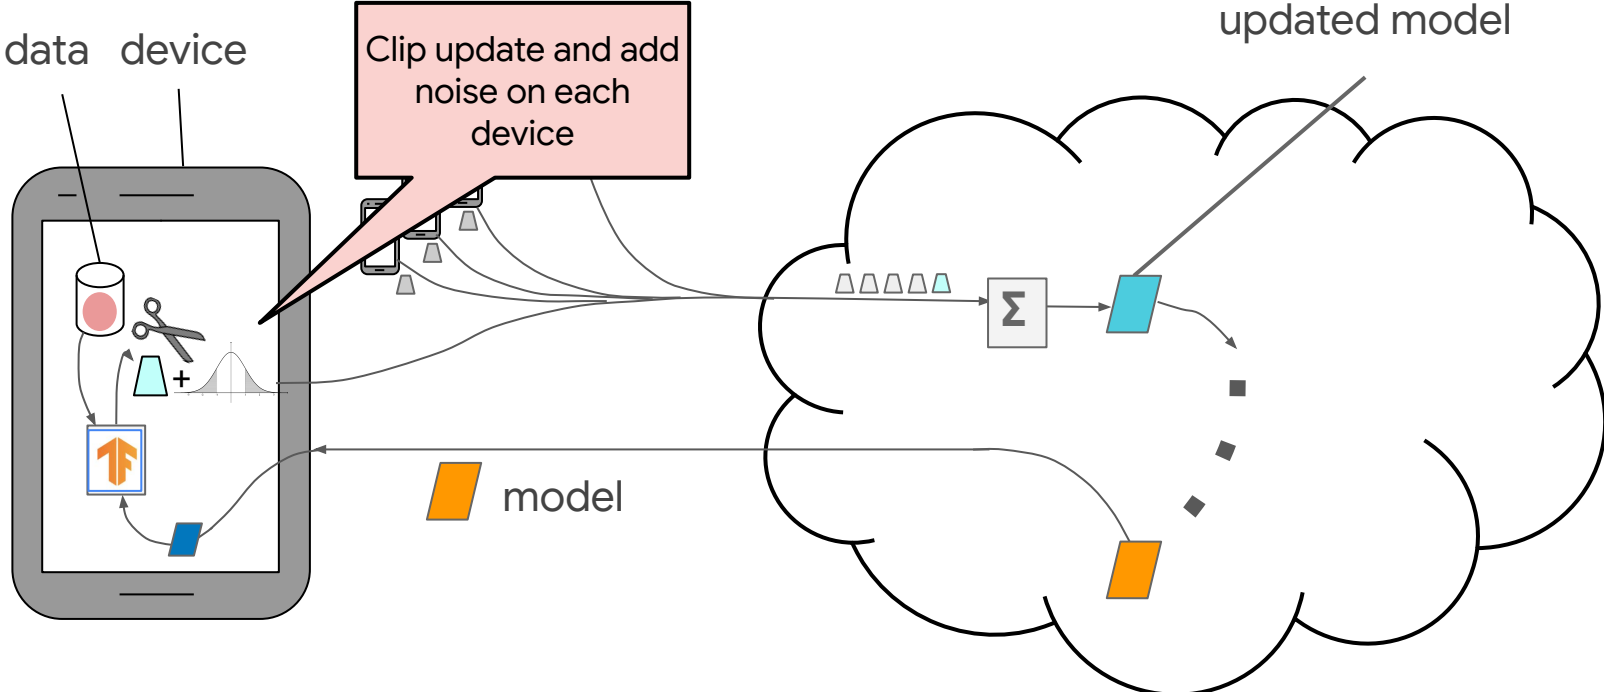 data device
Clip update and add
noise on each
device
updated model
+
Σ
model